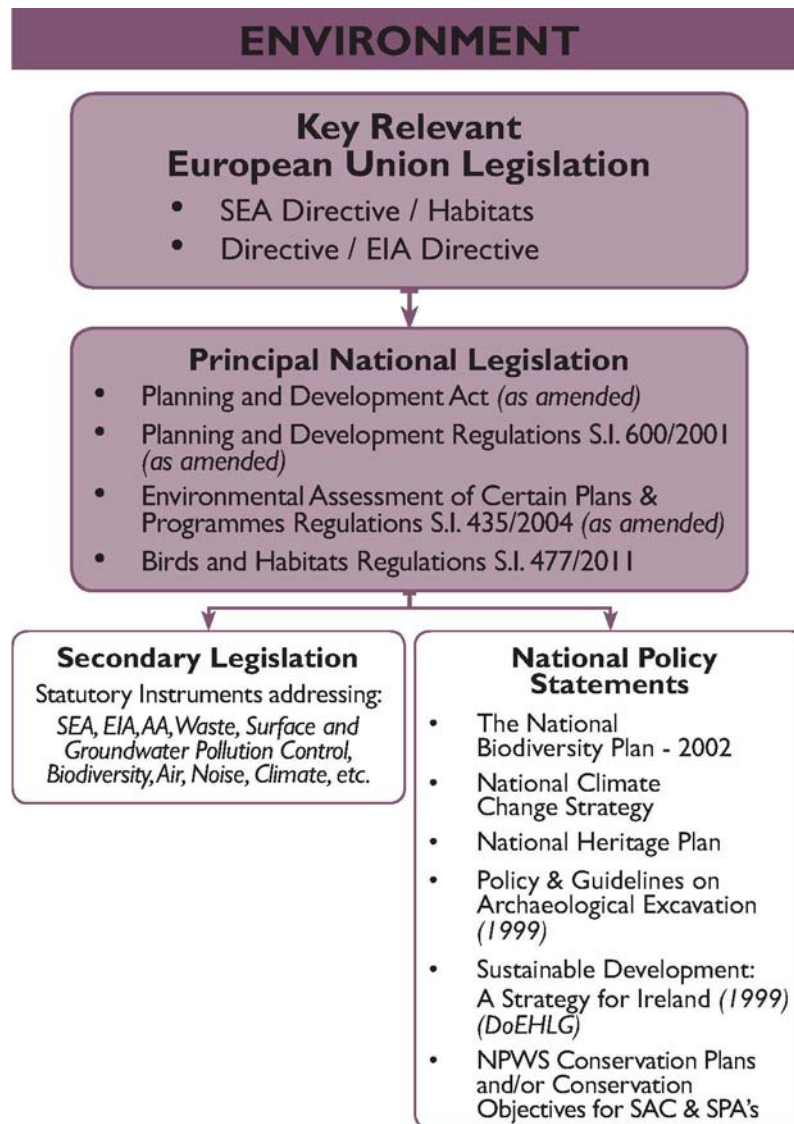 ENVIRONMENT
Key Relevant
European Union Legislation
• SEA Directive / Habitats
• Directive / EIA Directive
Principal National Legislation
• Planning and Development Act (as amended)
• Planning and Development Regulations S.I. 600/2001
(as amended)
• Environmental Assessment of Certain Plans &
Programmes Regulations S.I. 435/2004 (as amended)
• Birds and Habitats Regulations S.I. 477/2011
Secondary Legislation
Statutory Instruments addressing:
SEA, EIA, AA, Waste, Surface and
Groundwater Pollution Control,
Biodiversity, Air, Noise, Climate, etc.
National Policy
Statements
• The National
Biodiversity Plan - 2002
• National Climate
Change Strategy
• National Heritage Plan
• Policy & Guidelines on
Archaeological Excavation
(1999)
• Sustainable Development:
A Strategy for Ireland (1999)
(DoEHLG)
• NPWS Conservation Plans
and/or Conservation
Objectives for SAC & SPA's